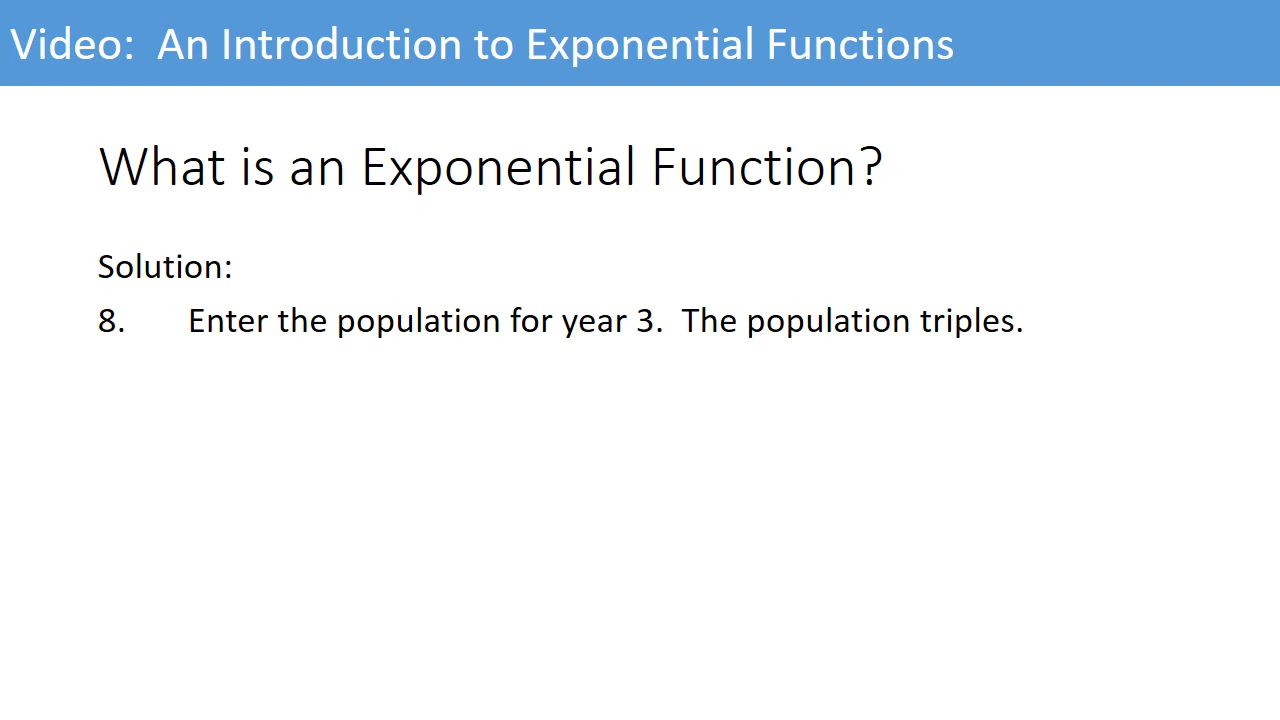 Video:  An Introduction to Exponential Functions
What is an Exponential Function?
Solution:
8.	Enter the population for year 3.  The population triples.